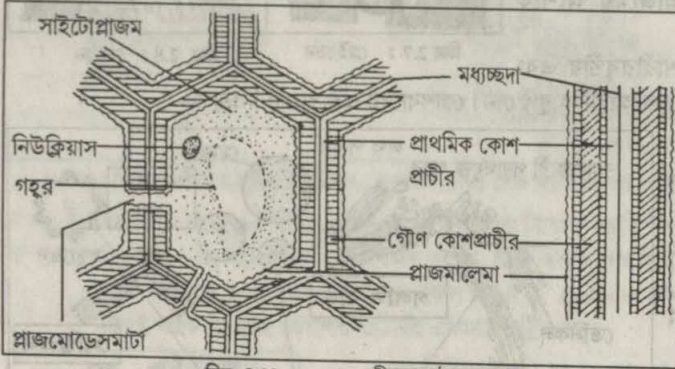 সাইটোপ্লাজম
মধ্যচ্ছদা
নিউক্লিয়াস
প্রাথমিক কোশ
প্রাচীর
গহ্বর
গৌণ কোশপ্রাচীর
প্লাজমালেমা
প্লাজমোডেসমাটা